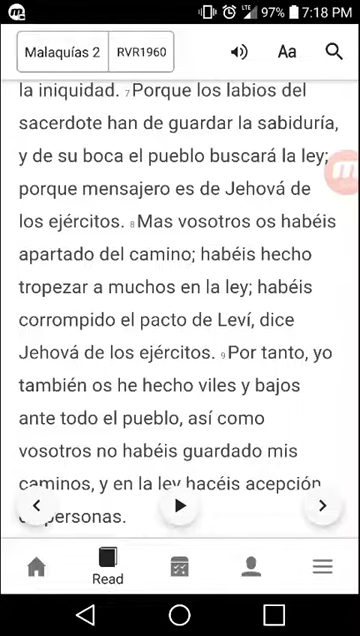 LTE 97% 7:18 PM
Malaquías 2 RVR1960 Aa
la iniquidad. 7 Porque los labios del
sacerdote han de guardar la sabiduría,
y de su boca el pueblo buscará la ley;
porque mensajero es de Jehová de
los ejércitos. 8 Mas vosotros os habéis
apartado del camino; habéis hecho
tropezar a muchos en la ley; habéis
corrompido el pacto de Leví, dice
Jehová de los ejércitos. 9 Por tanto, yo
también os he hecho viles y bajos
ante todo el pueblo, así como
vosotros no habéis guardado mis
caminos, y en la ley hacéis acepción
personas.
Read